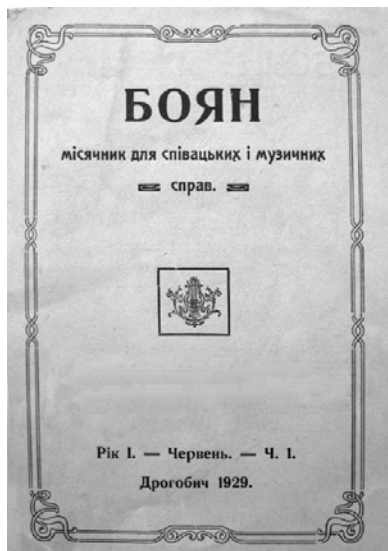 БОЯН
місячник для співацьких і музичних
справ.
Рік I. — Червень. — Ч. 1.
Дрогобич 1929.